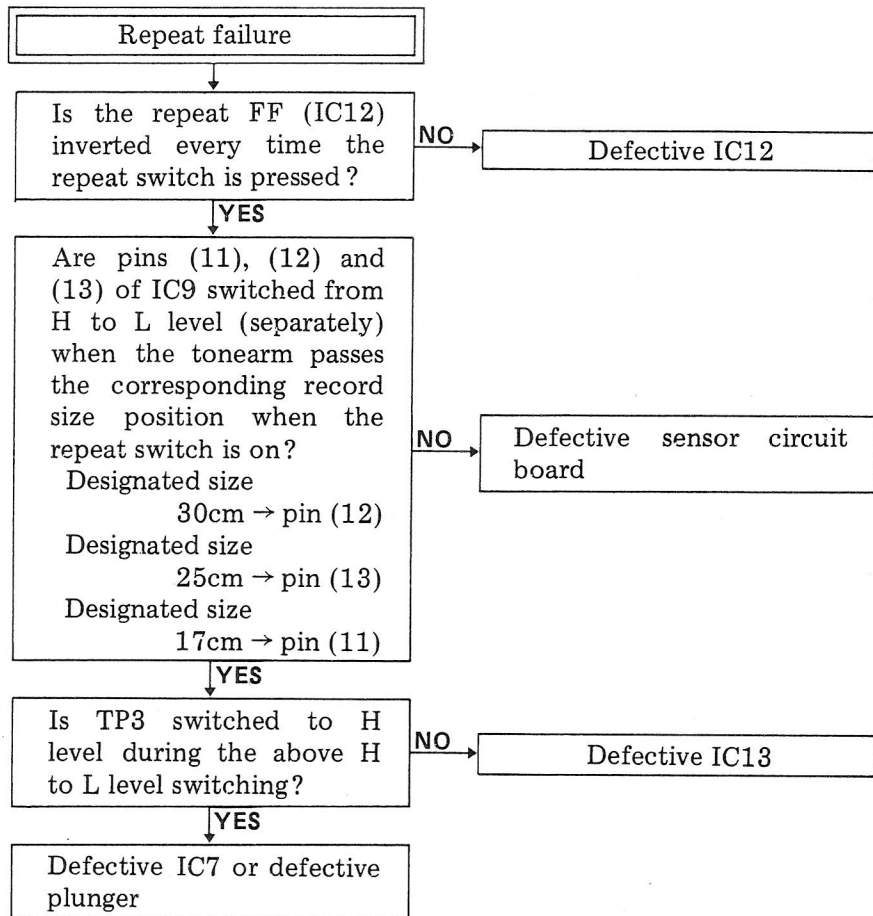 Repeat failure
Is the repeat FF (IC12)
inverted every time the
repeat switch is pressed?
NO
Defective IC12
YES
Are pins (11), (12) and
(13) of IC9 switched from
H to L level (separately)
when the tonearm passes
the corresponding record
size position when the
repeat switch is on?
Designated size
30cm → pin (12)
Designated size
25cm → pin (13)
Designated size
17cm → pin (11)
NO
Defective sensor circuit
board
YES
Is TP3 switched to H
level during the above H
to L level switching?
NO
Defective IC13
YES
Defective IC7 or defective
plunger